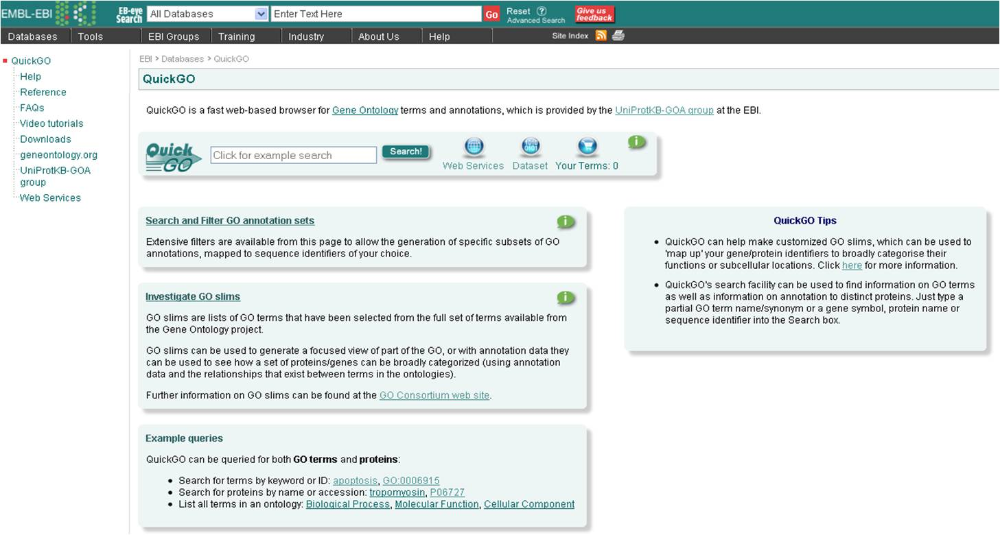 EMBL-EBI
EB-eye
Search
All Databases
Enter Text Here
Go
Reset ?
Advanced Search
Give us
feedback
Databases Tools EBI Groups Training Industry About Us Help Site Index
QuickGO
Help
Reference
FAQs
Video tutorials
Downloads
geneontology.org
UniProtKB-GOA
group
Web Services
EBI > Databases > QuickGO
QuickGO
QuickGO is a fast web-based browser for Gene Ontology terms and annotations, which is provided by the UniProtKB-GOA group at the EBI.
Quick
GO
Click for example search
Search!
Web Services
Dataset
Your Terms: 0
i
Search and Filter GO annotation sets
i
Extensive filters are available from this page to allow the generation of specific subsets of GO
annotations, mapped to sequence identifiers of your choice.
Investigate GO slims
i
GO slims are lists of GO terms that have been selected from the full set of terms available from
the Gene Ontology project.
GO slims can be used to generate a focused view of part of the GO, or with annotation data they
can be used to see how a set of proteins/genes can be broadly categorized (using annotation
data and the relationships that exist between terms in the ontologies).
Further information on GO slims can be found at the GO Consortium web site.
Example queries
QuickGO can be queried for both GO terms and proteins:
• Search for terms by keyword or ID: apoptosis, GO:0006915
• Search for proteins by name or accession: tropomyosin, P06727
• List all terms in an ontology: Biological Process, Molecular Function, Cellular Component
QuickGO Tips
• QuickGO can help make customized GO slims, which can be used to
'map up' your gene/protein identifiers to broadly categorise their
functions or subcellular locations. Click here for more information.
• QuickGO's search facility can be used to find information on GO terms
as well as information on annotation to distinct proteins. Just type a
partial GO term name/synonym or a gene symbol, protein name or
sequence identifier into the Search box.